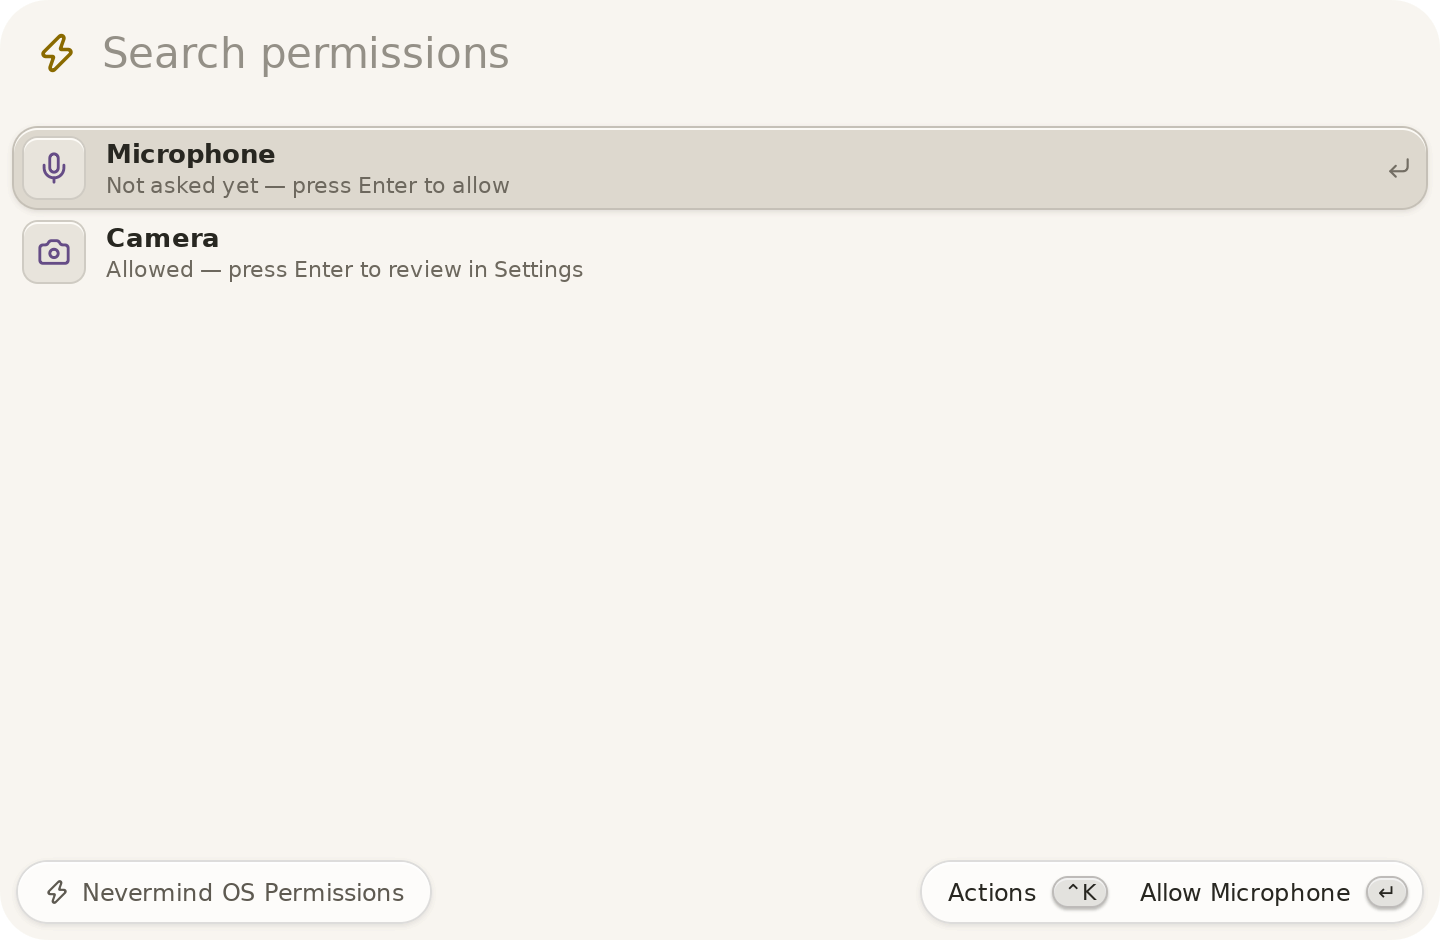 Search permissions
Microphone
Not asked yet — press Enter to allow
Camera
Allowed — press Enter to review in Settings
Nevermind OS Permissions
Actions ^K Allow Microphone ↵